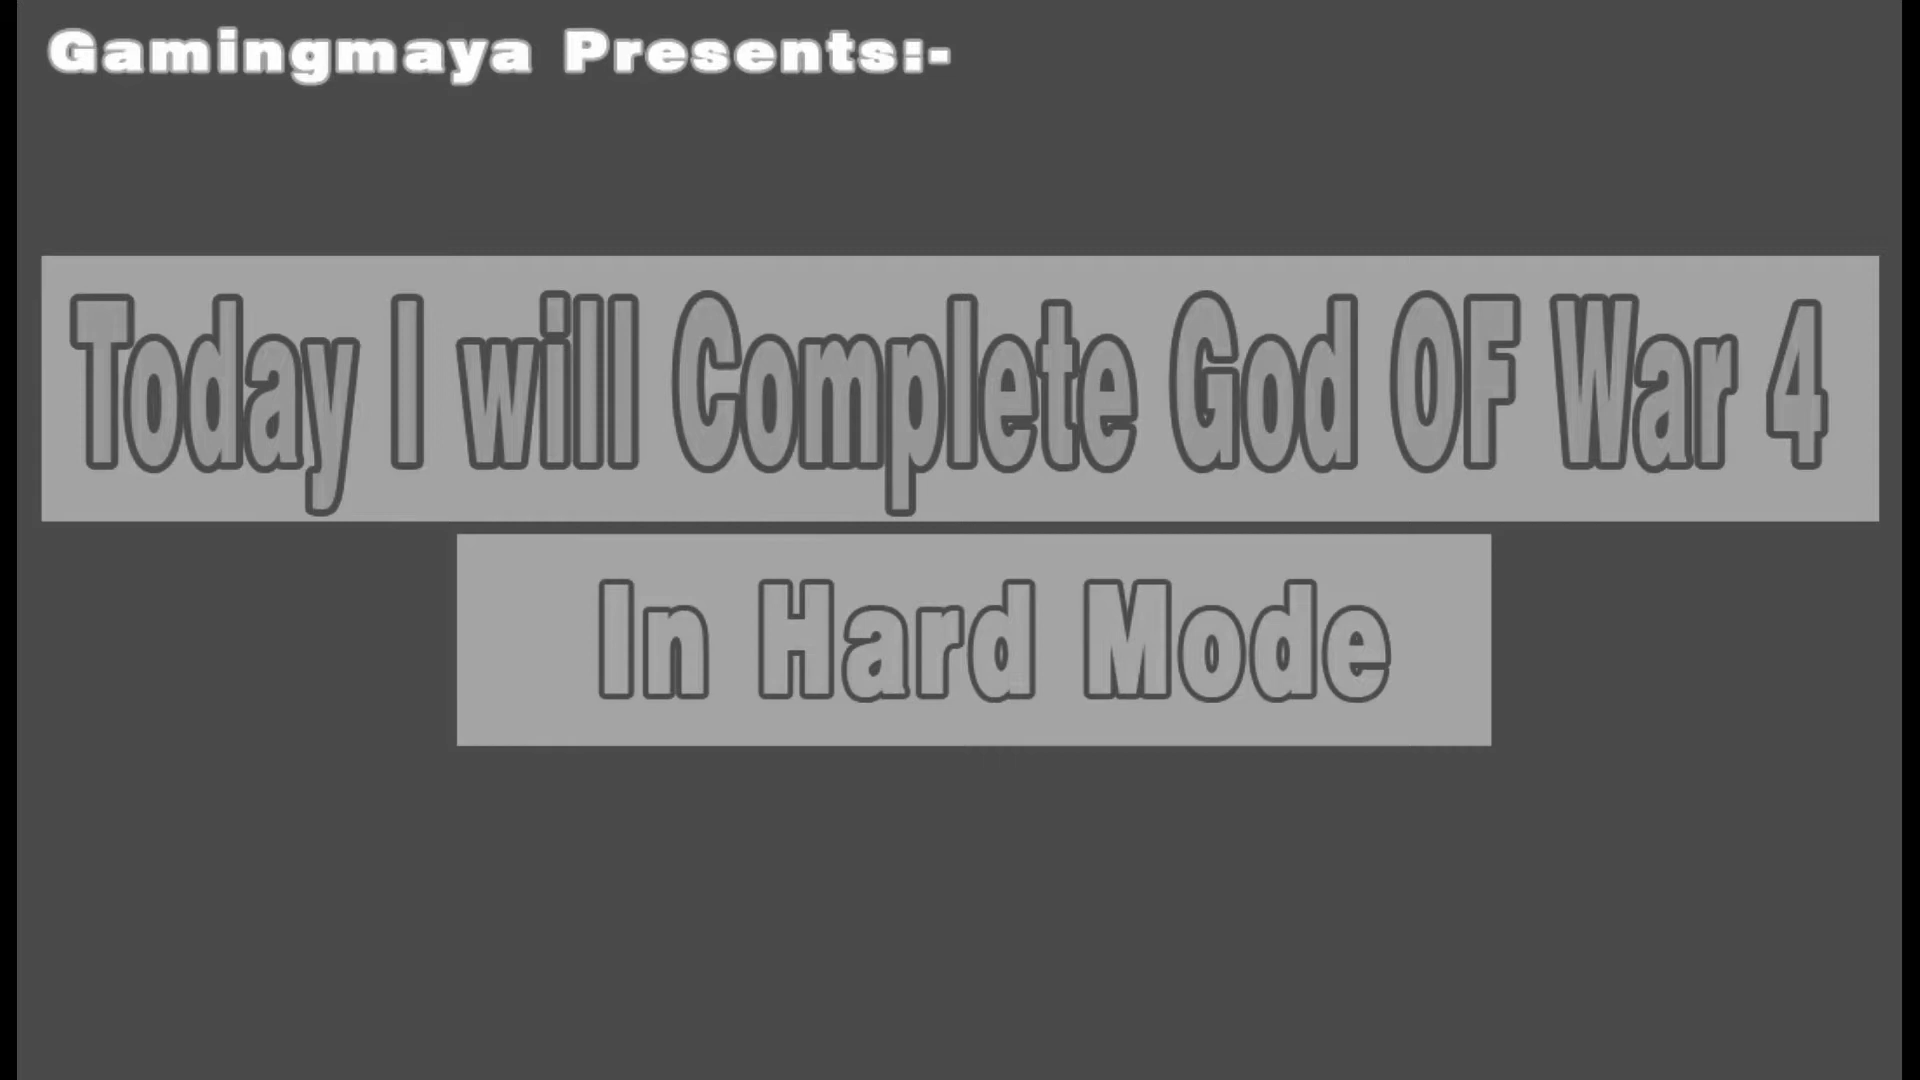 Gamingmaya Presents:-
Today I will Complete God OF War 4
In Hard Mode